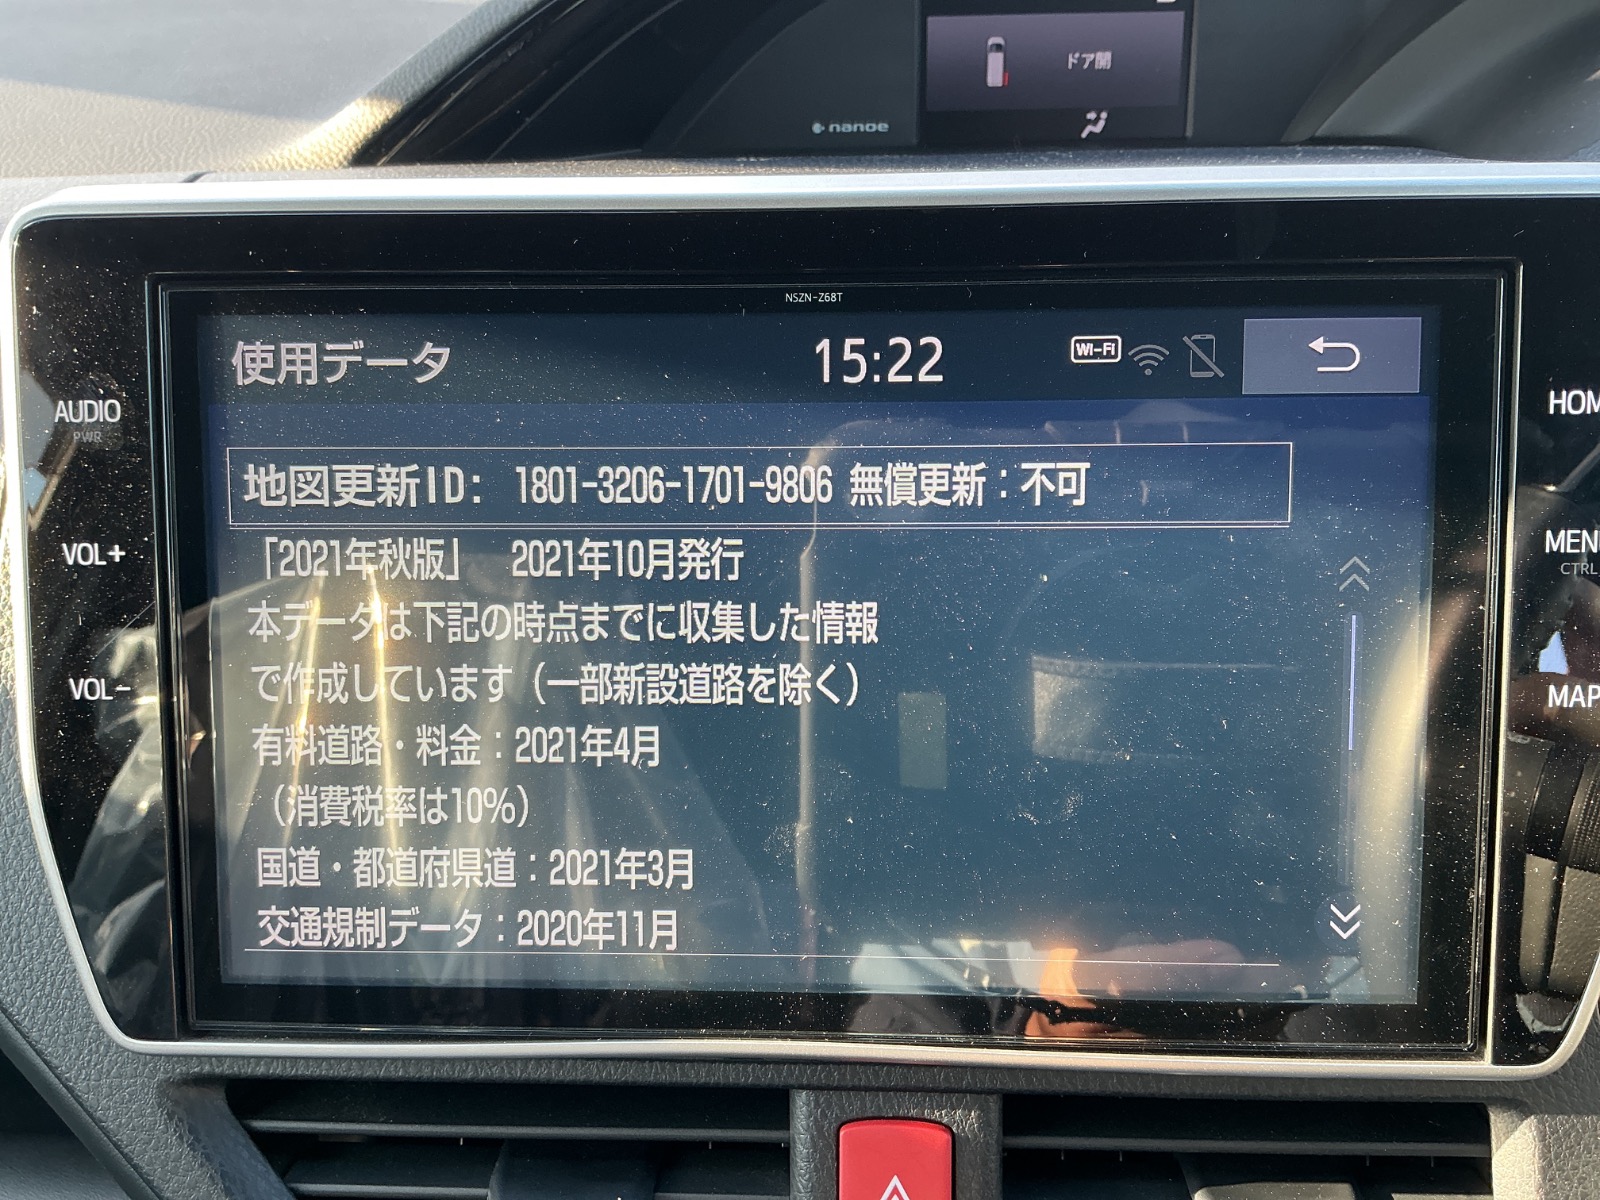 ドア開
nanoe
NSZN-Z68T
使用データ 15:22 Wi-Fi
AUDIO
PWR
VOL+
VOL-
地図更新ID: 1801-3206-1701-9806 無償更新：不可
「2021年秋版」 2021年10月発行
本データは下記の時点までに収集した情報
で作成しています（一部新設道路を除く）
有料道路・料金：2021年4月
（消費税率は10%）
国道・都道府県道：2021年3月
交通規制データ：2020年11月
HOM
MENU
CTRL
MAP